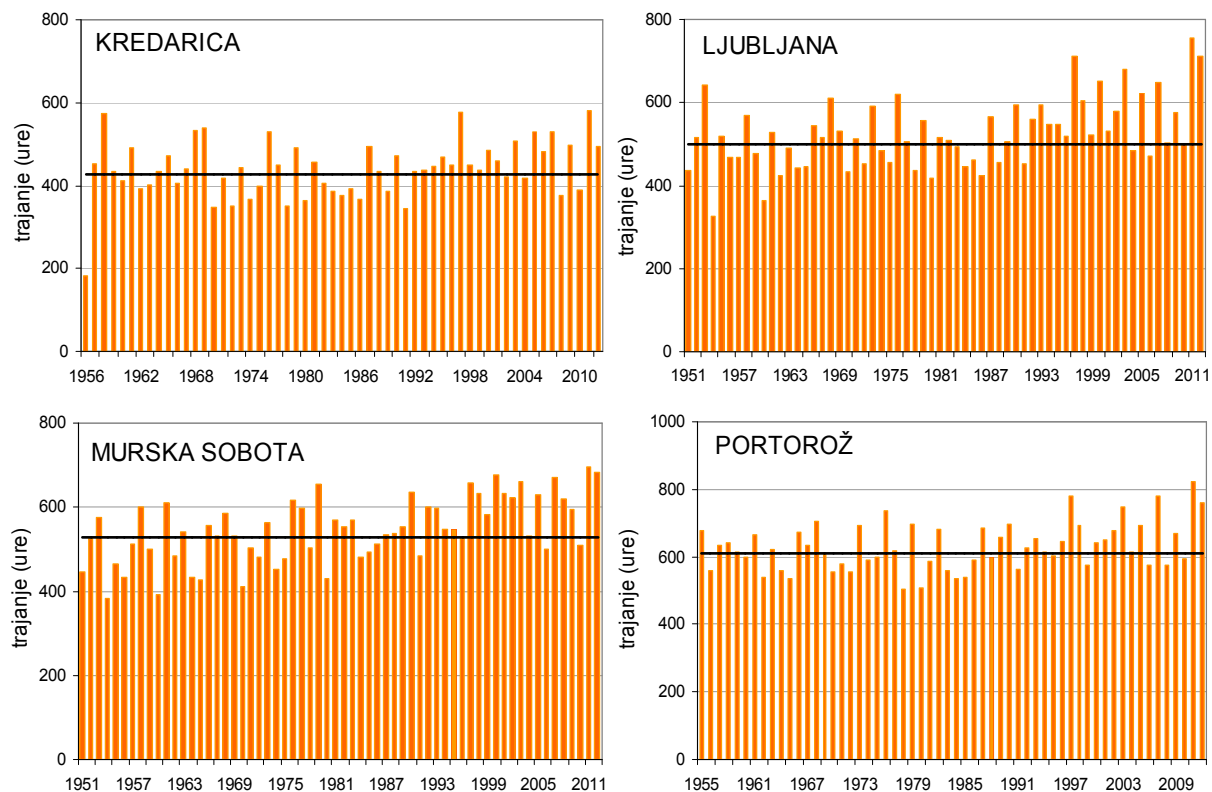 KREDARICA
trajanje (ure)
800
600
400
200
0
1956 1962 1968 1974 1980 1986 1992 1998 2004 2010
LJUBLJANA
trajanje (ure)
800
600
400
200
0
1951 1957 1963 1969 1975 1981 1987 1993 1999 2005 2011
MURSKA SOBOTA
trajanje (ure)
800
600
400
200
0
1951 1957 1963 1969 1975 1981 1987 1993 1999 2005 2011
PORTOROŽ
trajanje (ure)
1000
800
600
400
200
0
1955 1961 1967 1973 1979 1985 1991 1997 2003 2009